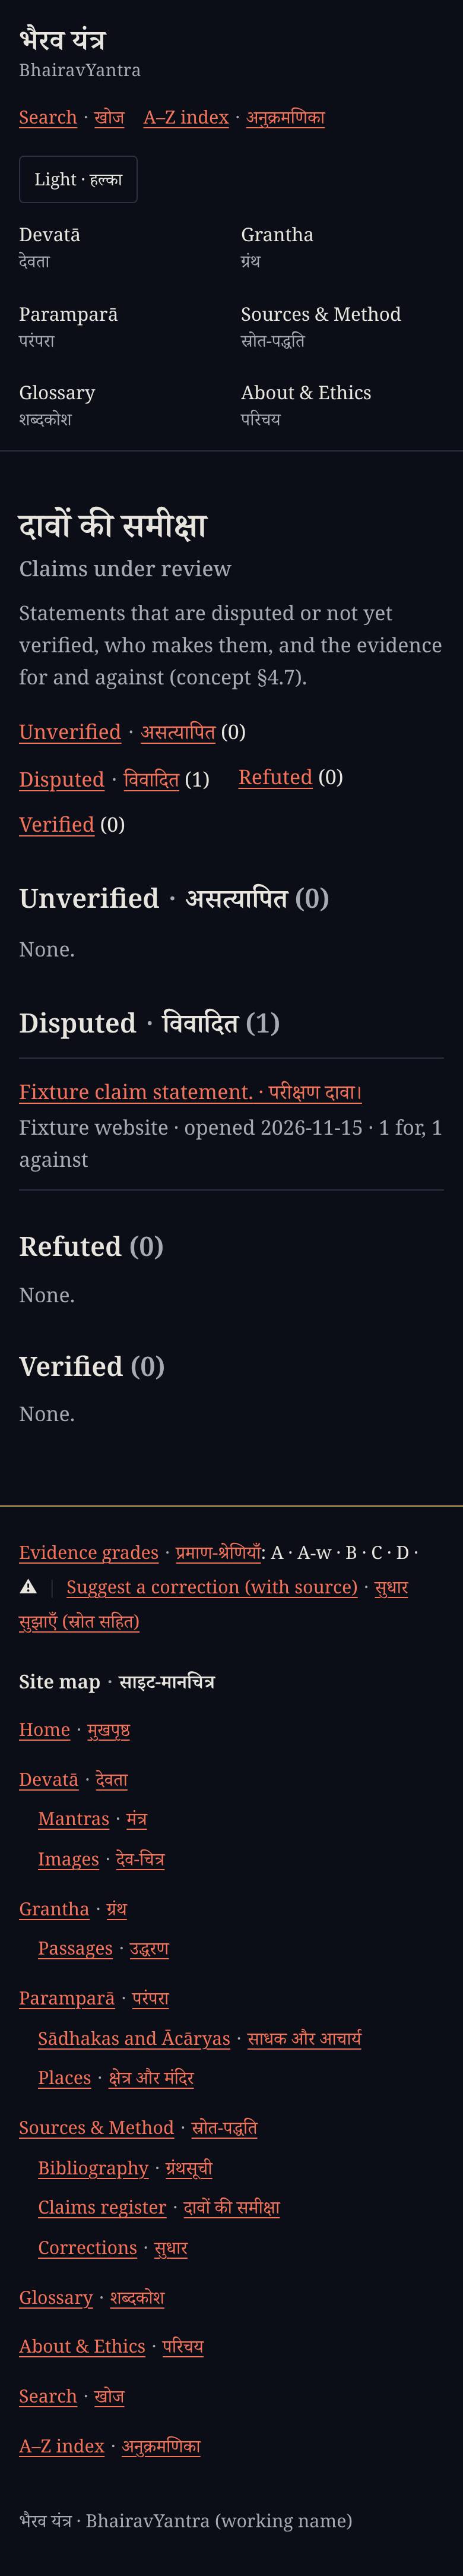 भैरव यंत्र
BhairavYantra
Search · खोज A–Z index · अनुक्रमणिका
Light · हल्का
Devatā Grantha
देवता ग्रंथ
Paramparā Sources & Method
परंपरा स्रोत-पद्धति
Glossary About & Ethics
शब्दकोश परिचय
दावों की समीक्षा
Claims under review
Statements that are disputed or not yet
verified, who makes them, and the evidence
for and against (concept §4.7).
Unverified · असत्यापित (0)
Disputed · विवादित (1) Refuted (0)
Verified (0)
Unverified · असत्यापित (0)
None.
Disputed · विवादित (1)
Fixture claim statement. · परीक्षण दावा।
Fixture website · opened 2026-11-15 · 1 for, 1
against
Refuted (0)
None.
Verified (0)
None.
Evidence grades · प्रमाण-श्रेणियाँ: A · A-w · B · C · D ·
⚠ | Suggest a correction (with source) · सुधार
सुझाएँ (स्रोत सहित)
Site map · साइट-मानचित्र
Home · मुखपृष्ठ
Devatā · देवता
Mantras · मंत्र
Images · देव-चित्र
Grantha · ग्रंथ
Passages · उद्धरण
Paramparā · परंपरा
Sādhakas and Ācāryas · साधक और आचार्य
Places · क्षेत्र और मंदिर
Sources & Method · स्रोत-पद्धति
Bibliography · ग्रंथसूची
Claims register · दावों की समीक्षा
Corrections · सुधार
Glossary · शब्दकोश
About & Ethics · परिचय
Search · खोज
A–Z index · अनुक्रमणिका
भैरव यंत्र · BhairavYantra (working name)